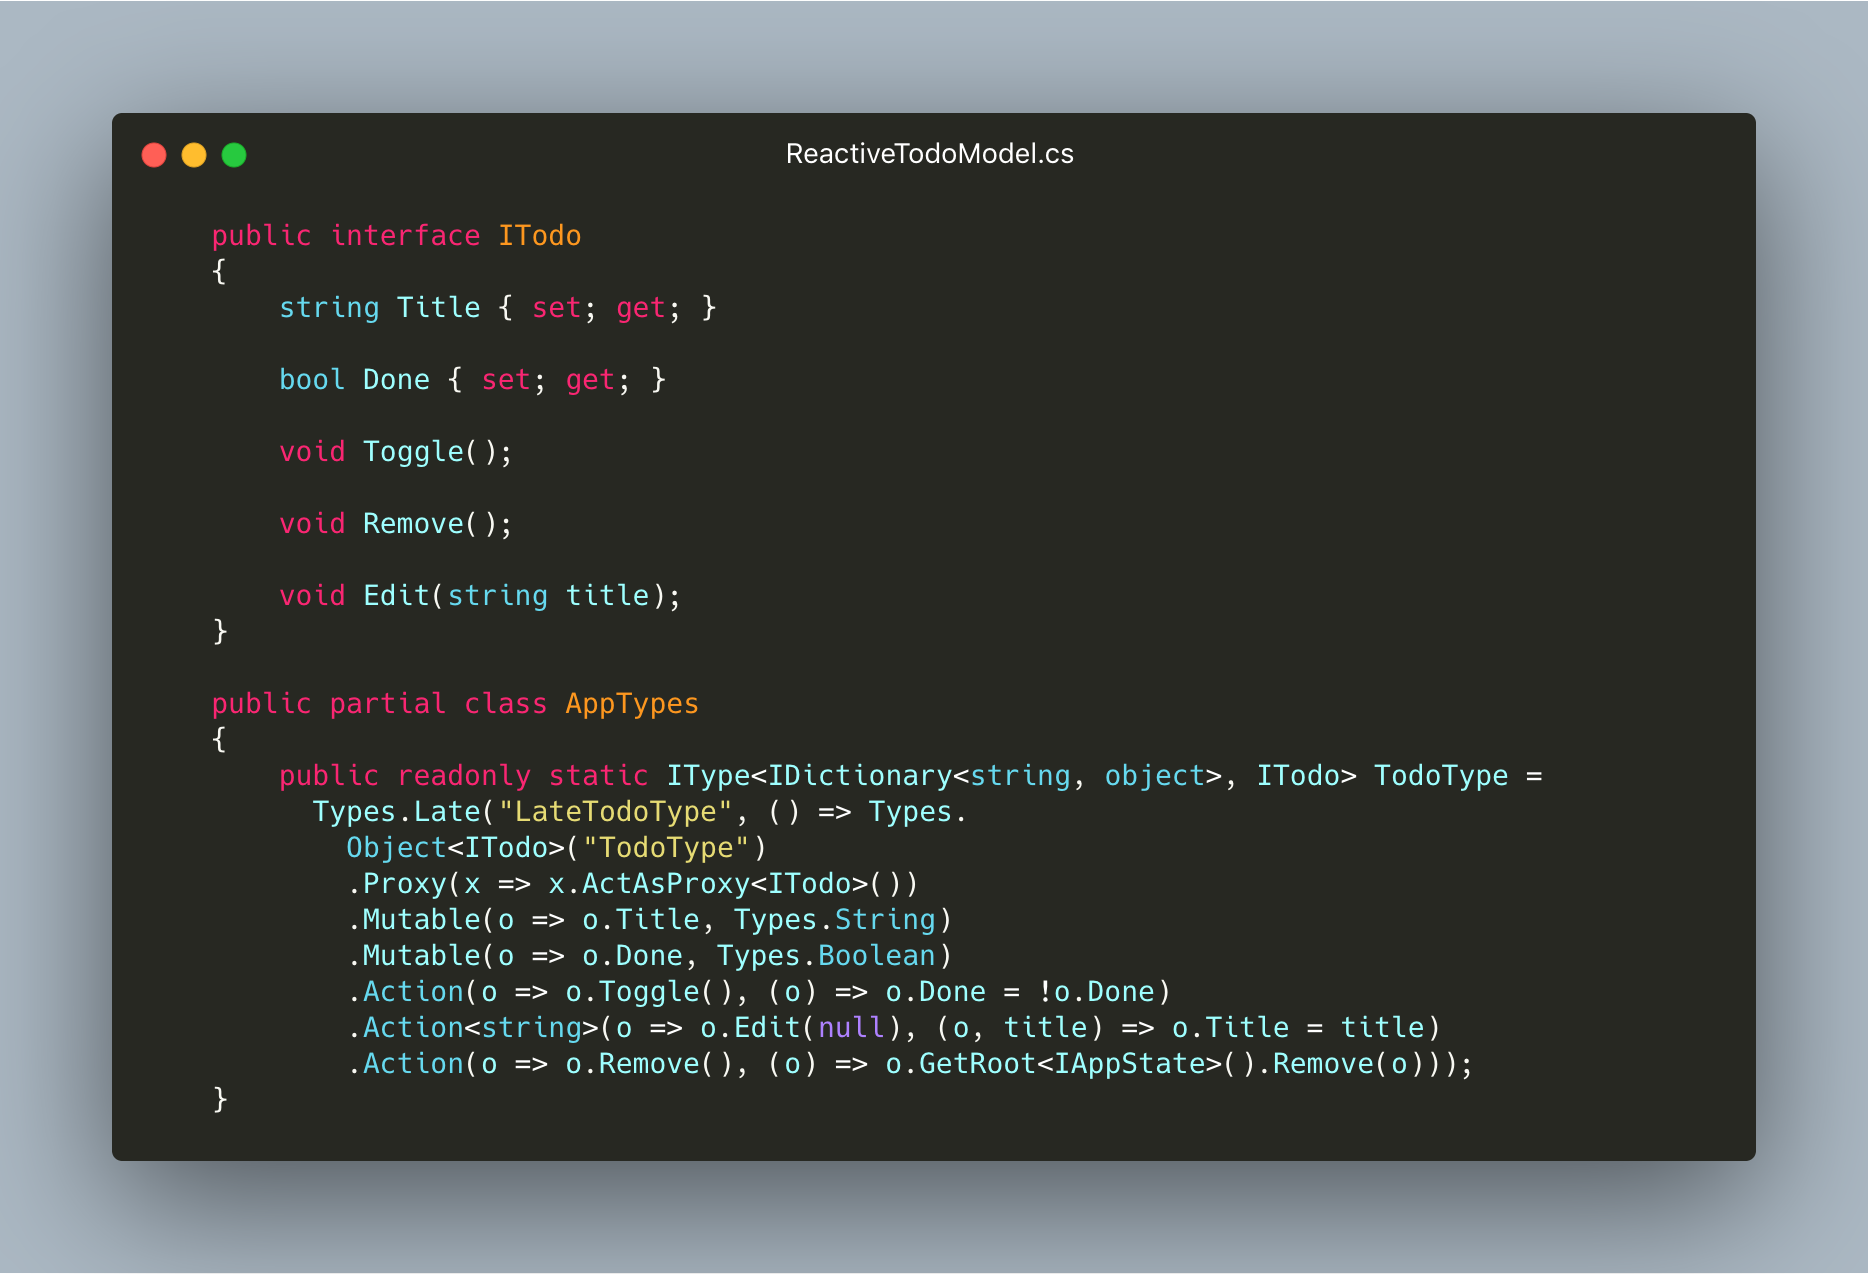 ReactiveTodoModel.cs
public interface ITodo
{
    string Title { set; get; }
    bool Done { set; get; }
    void Toggle();
    void Remove();
    void Edit(string title);
}
public partial class AppTypes
{
    public readonly static IType<IDictionary<string, object>, ITodo> TodoType =
      Types.Late("LateTodoType", () => Types.
        Object<ITodo>("TodoType")
        .Proxy(x => x.ActAsProxy<ITodo>())
        .Mutable(o => o.Title, Types.String)
        .Mutable(o => o.Done, Types.Boolean)
        .Action(o => o.Toggle(), (o) => o.Done = !o.Done)
        .Action<string>(o => o.Edit(null), (o, title) => o.Title = title)
        .Action(o => o.Remove(), (o) => o.GetRoot<IAppState>().Remove(o)));
}